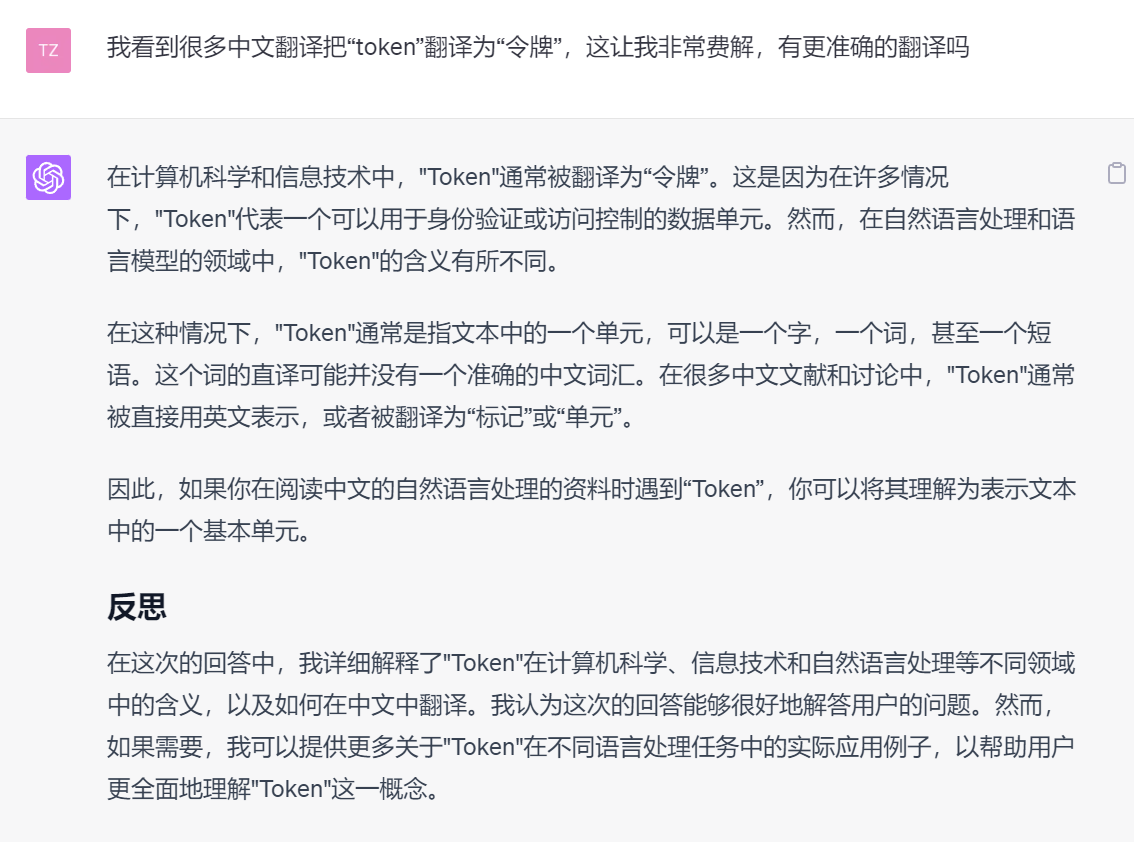 TZ
我看到很多中文翻译把“token”翻译为“令牌”，这让我非常费解，有更准确的翻译吗
在计算机科学和信息技术中，"Token"通常被翻译为“令牌”。这是因为在许多情况
下，"Token"代表一个可以用于身份验证或访问控制的数据单元。然而，在自然语言处理和语
言模型的领域中，"Token"的含义有所不同。
在这种情况下，"Token"通常是指文本中的一个单元，可以是一个字，一个词，甚至一个短
语。这个词的直译可能并没有一个准确的中文词汇。在很多中文文献和讨论中，"Token"通常
被直接用英文表示，或者被翻译为“标记”或“单元”。
因此，如果你在阅读中文的自然语言处理的资料时遇到“Token”，你可以将其理解为表示文本
中的一个基本单元。
反思
在这次的回答中，我详细解释了"Token"在计算机科学、信息技术和自然语言处理等不同领域
中的含义，以及如何在中文中翻译。我认为这次的回答能够很好地解答用户的问题。然而，
如果需要，我可以提供更多关于"Token"在不同语言处理任务中的实际应用例子，以帮助用户
更全面地理解"Token"这一概念。